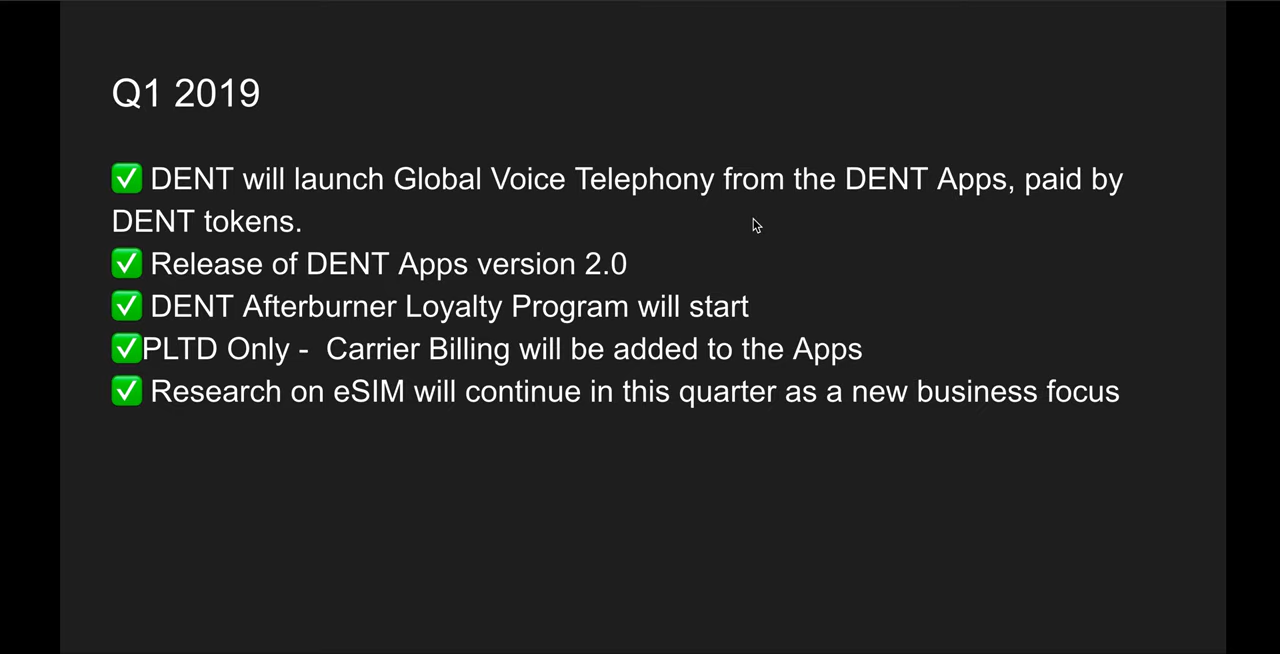 Q1 2019
✅ DENT will launch Global Voice Telephony from the DENT Apps, paid by
DENT tokens.
✅ Release of DENT Apps version 2.0
✅ DENT Afterburner Loyalty Program will start
✅PLTD Only -  Carrier Billing will be added to the Apps
✅ Research on eSIM will continue in this quarter as a new business focus